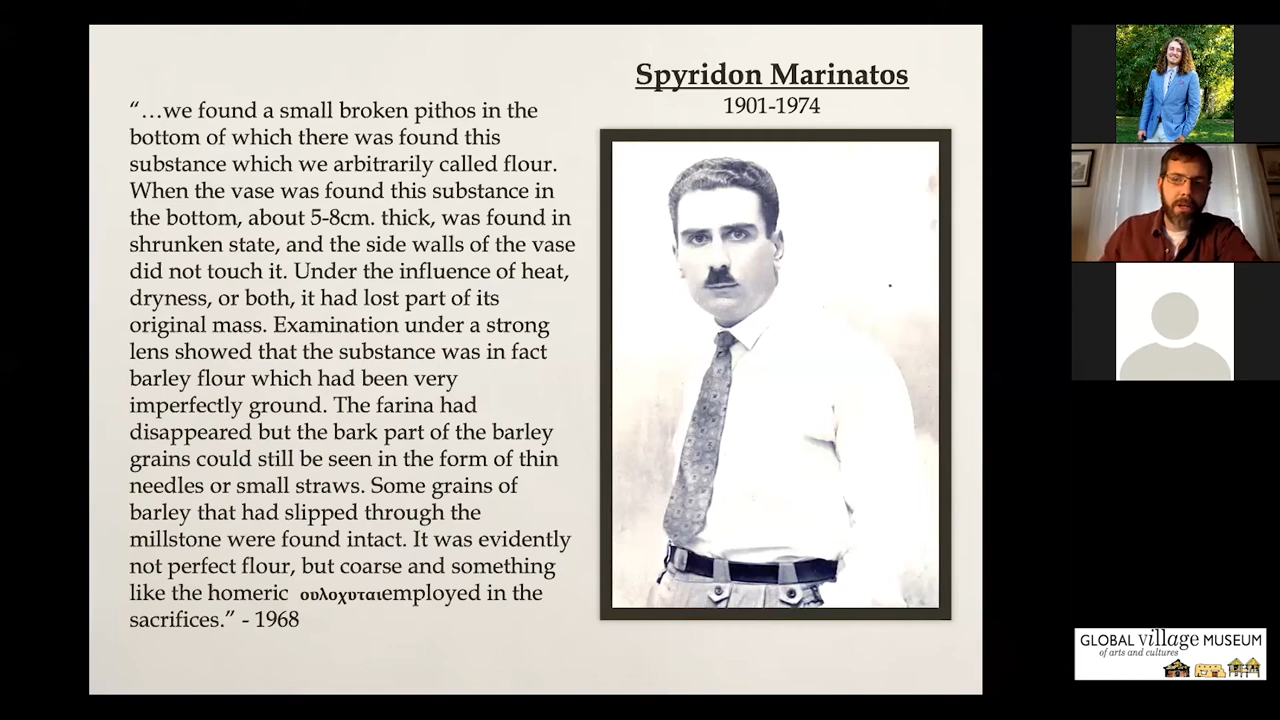 Spyridon Marinatos
1901-1974
“…we found a small broken pithos in the
bottom of which there was found this
substance which we arbitrarily called flour.
When the vase was found this substance in
the bottom, about 5-8cm. thick, was found in
shrunken state, and the side walls of the vase
did not touch it. Under the influence of heat,
dryness, or both, it had lost part of its
original mass. Examination under a strong
lens showed that the substance was in fact
barley flour which had been very
imperfectly ground. The farina had
disappeared but the bark part of the barley
grains could still be seen in the form of thin
needles or small straws. Some grains of
barley that had slipped through the
millstone were found intact. It was evidently
not perfect flour, but coarse and something
like the homeric ουλοχυταιemployed in the
sacrifices.” - 1968
GLOBAL village MUSEUM
of arts and cultures